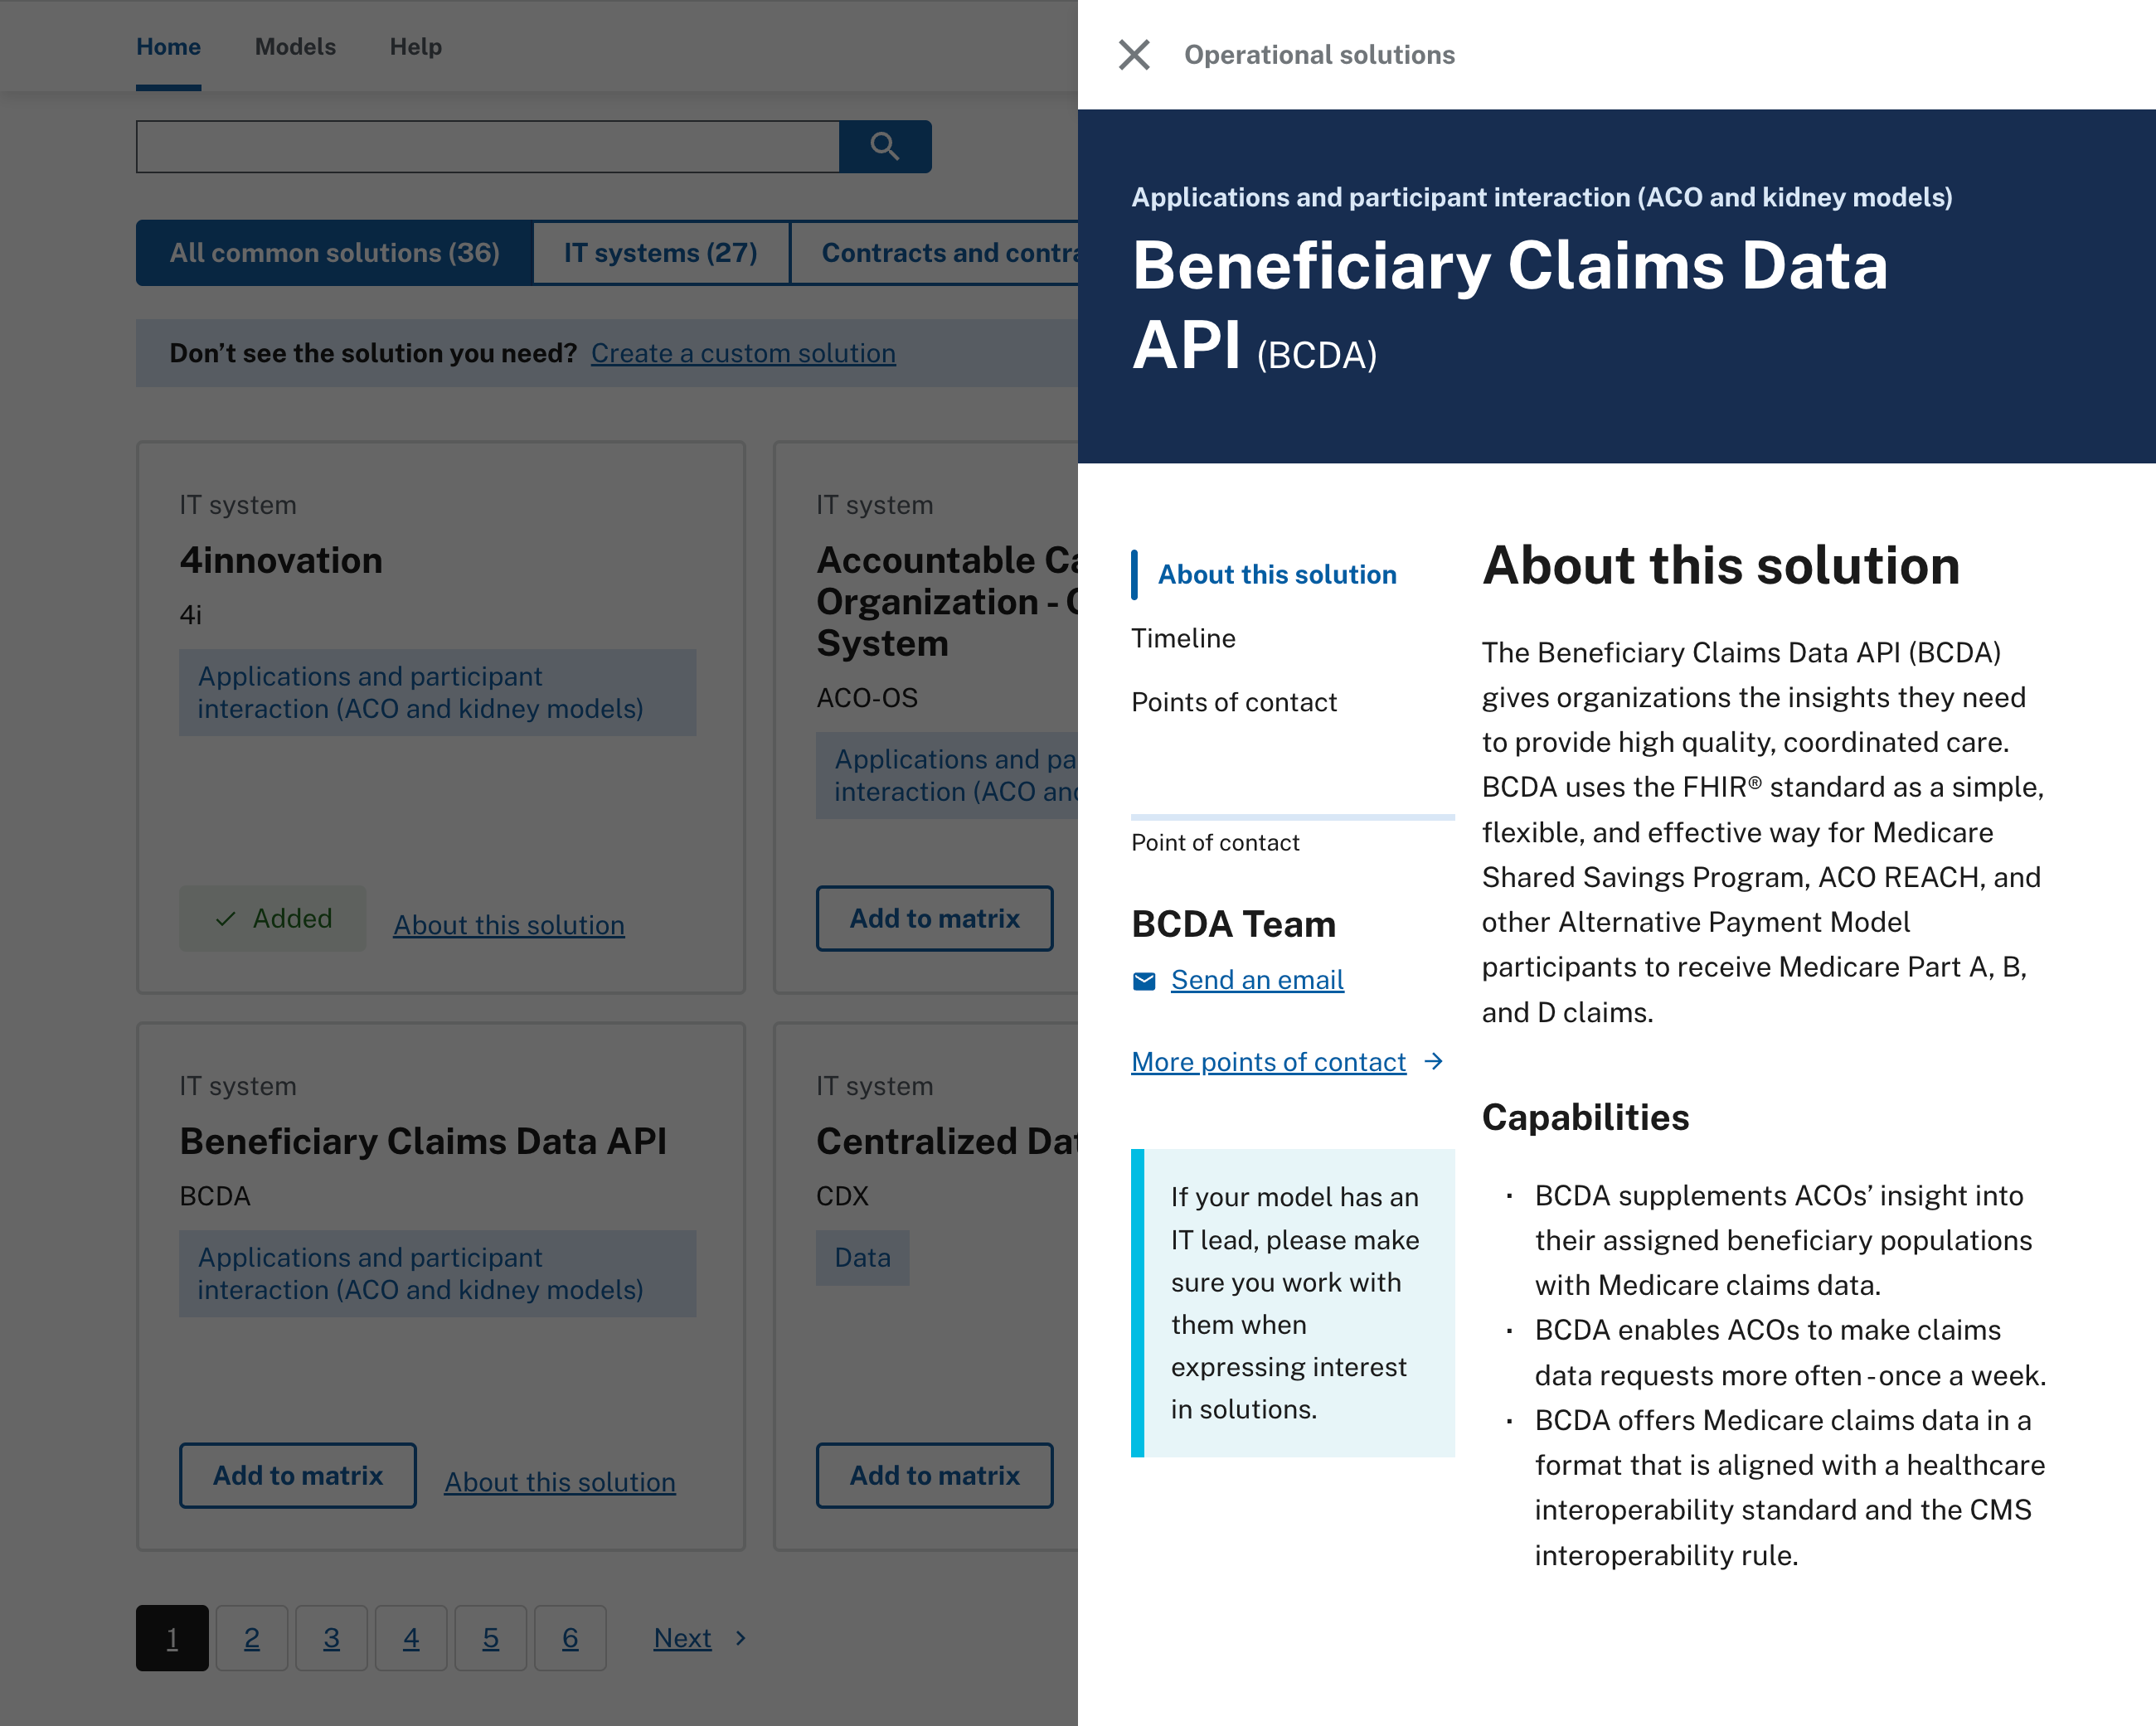 Home Models Help
All common solutions (36) IT systems (27) Contracts and contra
Don’t see the solution you need? Create a custom solution
IT system
4innovation
4i
Applications and participant
interaction (ACO and kidney models)
Added About this solution
IT system
Accountable Ca
Organization - O
System
ACO-OS
Applications and pa
interaction (ACO and
Add to matrix
IT system
Beneficiary Claims Data API
BCDA
Applications and participant
interaction (ACO and kidney models)
Add to matrix About this solution
IT system
Centralized Dat
CDX
Data
Add to matrix
1 2 3 4 5 6 Next
Operational solutions
Applications and participant interaction (ACO and kidney models)
Beneficiary Claims Data
API (BCDA)
About this solution
Timeline
Points of contact
Point of contact
BCDA Team
Send an email
More points of contact
If your model has an
IT lead, please make
sure you work with
them when
expressing interest
in solutions.
About this solution
The Beneficiary Claims Data API (BCDA)
gives organizations the insights they need
to provide high quality, coordinated care.
BCDA uses the FHIR® standard as a simple,
flexible, and effective way for Medicare
Shared Savings Program, ACO REACH, and
other Alternative Payment Model
participants to receive Medicare Part A, B,
and D claims.
Capabilities
· BCDA supplements ACOs’ insight into
their assigned beneficiary populations
with Medicare claims data.
· BCDA enables ACOs to make claims
data requests more often - once a week.
· BCDA offers Medicare claims data in a
format that is aligned with a healthcare
interoperability standard and the CMS
interoperability rule.